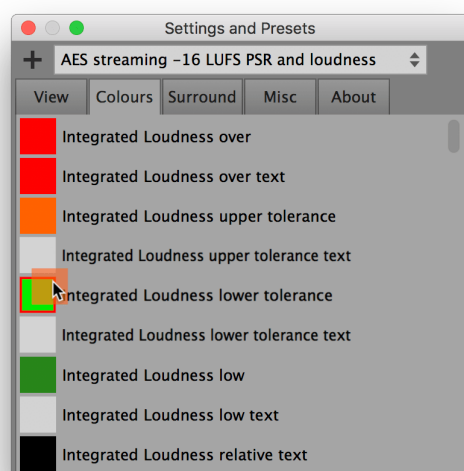 Settings and Presets
+ AES streaming -16 LUFS PSR and loudness
View Colours Surround Misc About
Integrated Loudness over
Integrated Loudness over text
Integrated Loudness upper tolerance
Integrated Loudness upper tolerance text
Integrated Loudness lower tolerance
Integrated Loudness lower tolerance text
Integrated Loudness low
Integrated Loudness low text
Integrated Loudness relative text